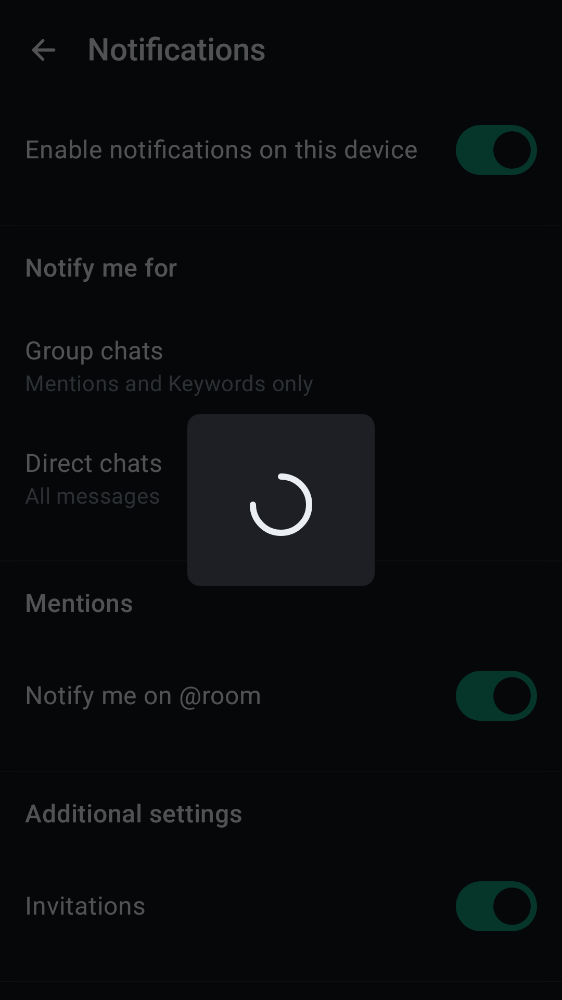 Notifications
Enable notifications on this device
Notify me for
Group chats
Mentions and Keywords only
Direct chats
All messages
Mentions
Notify me on @room
Additional settings
Invitations